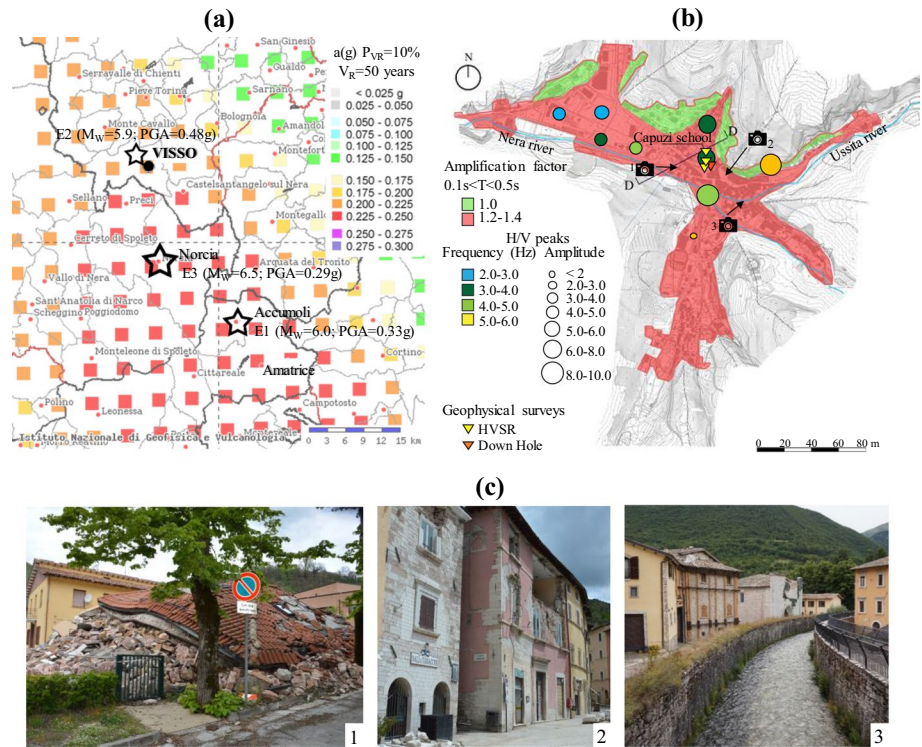 (a)
(b)
San Ginesio
Gualdo
Serravalle di Chienti
Pieve Torina
Sarnano
Bolognola
Monte Cavallo
Amandol
E2 (Mw=5.9; PGA=0.48g)
Montefort
VISSO
Castelsantangelo sul Nera
Sellano
Preci
Montegallo
Cerreto di Spoleto
Norcia
Arquata del Tronto
E3 (Mw=6.5; PGA=0.29g)
Vallo di Nera
Sant'Anatolia di Narco
Scheggino
Poggiodomo
Accumoli
E1 (Mw=6.0; PGA=0.33g)
Monteleone di Spoleto
Cittareale
Amatrice
Cortino
Polino
Leonessa
Campotosto
Montereale
Istituto Nazionale di Geofisica e Vulcanologia
0 3 6 9 12 15 km
a(g) PVR=10%
VR=50 years
< 0.025 g
0.025 - 0.050
0.050 - 0.075
0.075 - 0.100
0.100 - 0.125
0.125 - 0.150
0.150 - 0.175
0.175 - 0.200
0.200 - 0.225
0.225 - 0.250
0.250 - 0.275
0.275 - 0.300
N
Nera river
Capuzi school
D
2
Ussita river
1
D
3
Amplification factor
0.1s<T<0.5s
1.0
1.2-1.4
H/V peaks
Frequency (Hz)
Amplitude
2.0-3.0
3.0-4.0
4.0-5.0
5.0-6.0
< 2
2.0-3.0
3.0-4.0
4.0-5.0
5.0-6.0
6.0-8.0
8.0-10.0
Geophysical surveys
HVSR
Down Hole
0 20 40 60 80 m
(c)
1
2
3